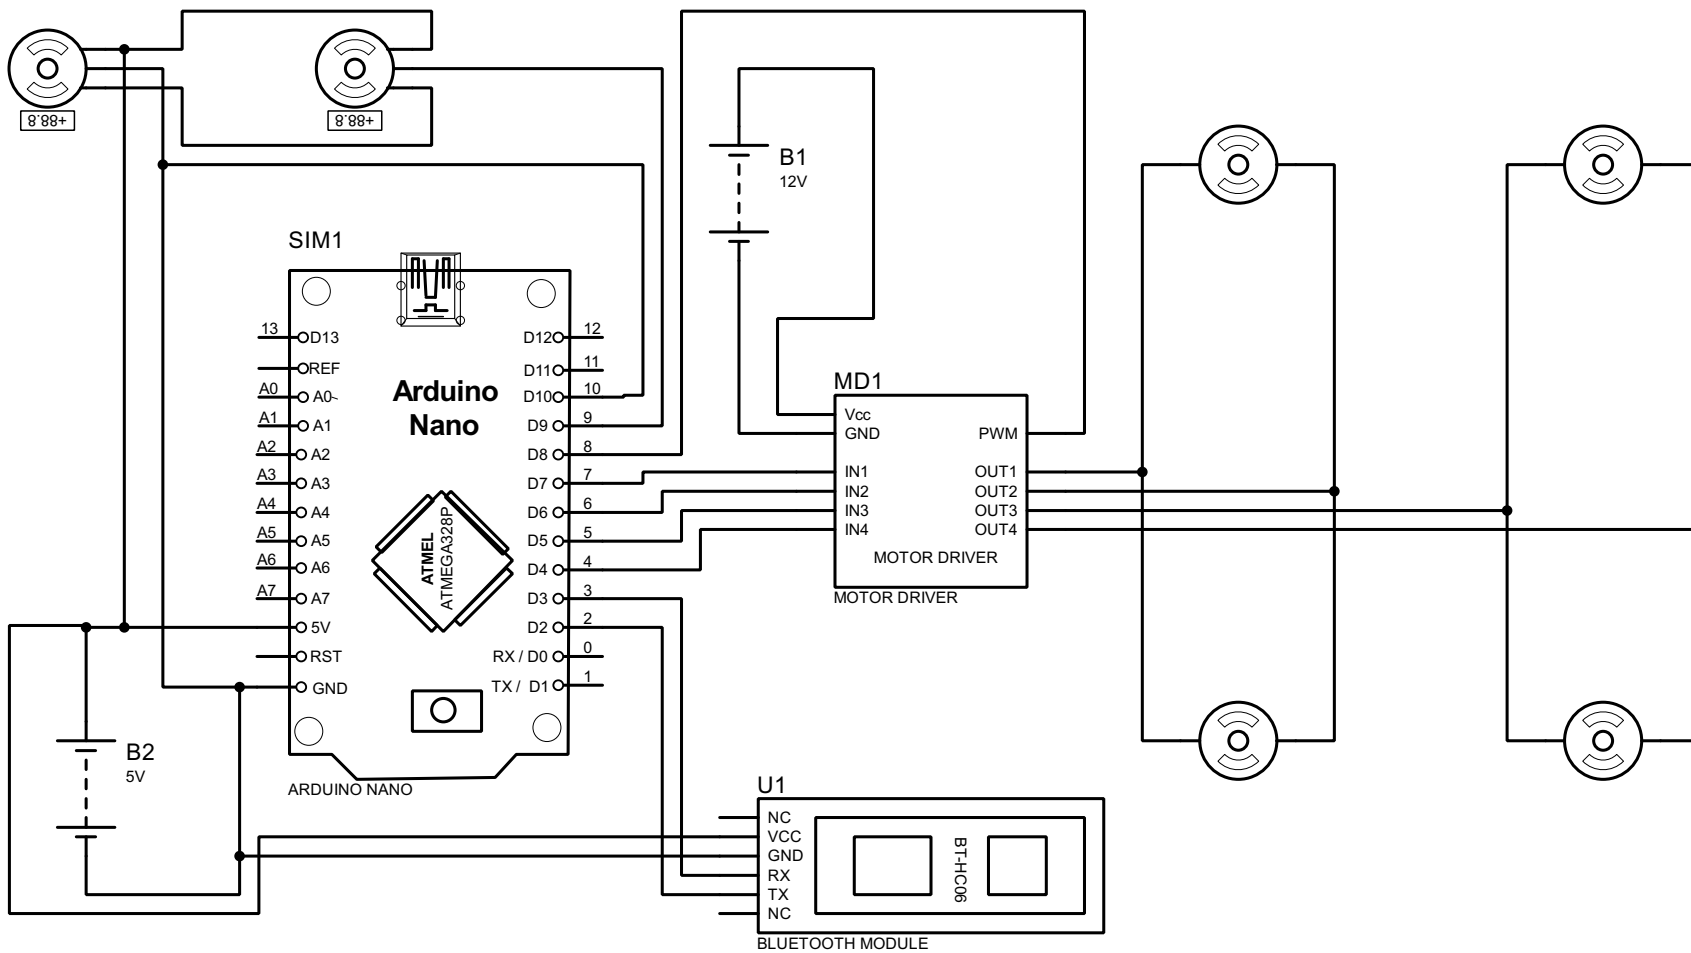 +88.8
+88.8
B1
12V
SIM1
Arduino
Nano
13
D13
REF
A0
A0~
A1
A1
A2
A2
A3
A3
A4
A4
A5
A5
A6
A6
A7
A7
5V
RST
GND
D12
12
D11
11
D10
10
D9
9
D8
8
D7
7
D6
6
D5
5
D4
4
D3
3
D2
2
RX / D0
0
TX / D1
1
ATMEL
ATMEGA328P
ARDUINO NANO
MD1
Vcc
GND
IN1
IN2
IN3
IN4
PWM
OUT1
OUT2
OUT3
OUT4
MOTOR DRIVER
MOTOR DRIVER
B2
5V
U1
NC
VCC
GND
RX
TX
NC
BT-HC06
BLUETOOTH MODULE